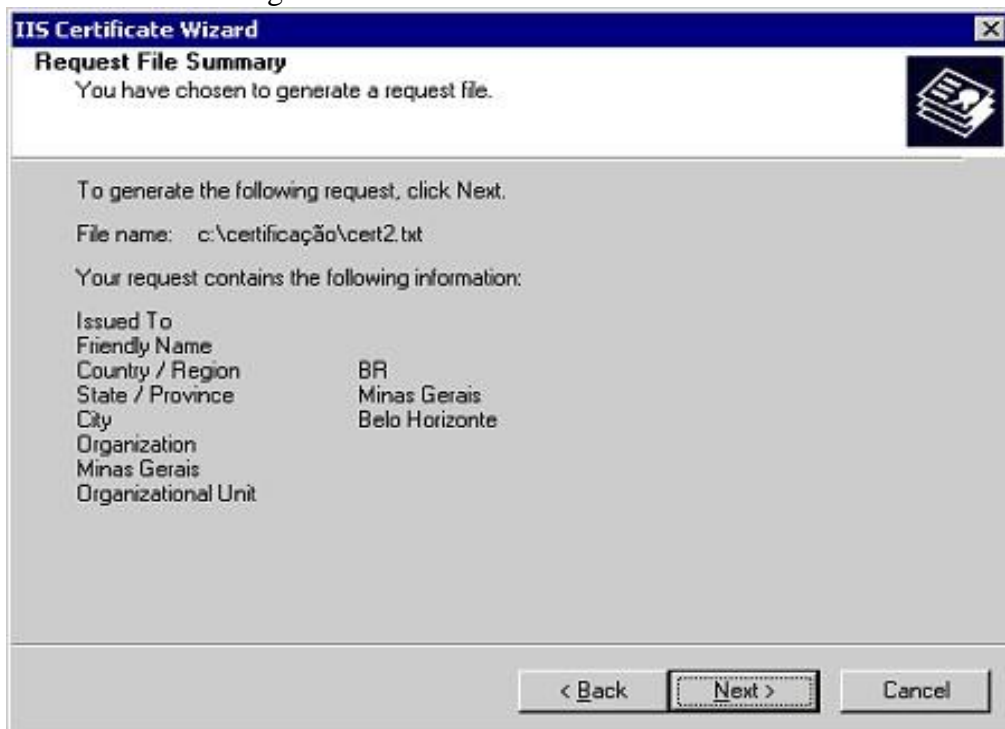 IIS Certificate Wizard
Request File Summary
You have chosen to generate a request file.
To generate the following request, click Next.
File name: c:\certificação\cert2.txt
Your request contains the following information:
Issued To
Friendly Name
Country / Region BR
State / Province Minas Gerais
City Belo Horizonte
Organization
Minas Gerais
Organizational Unit
< Back Next > Cancel